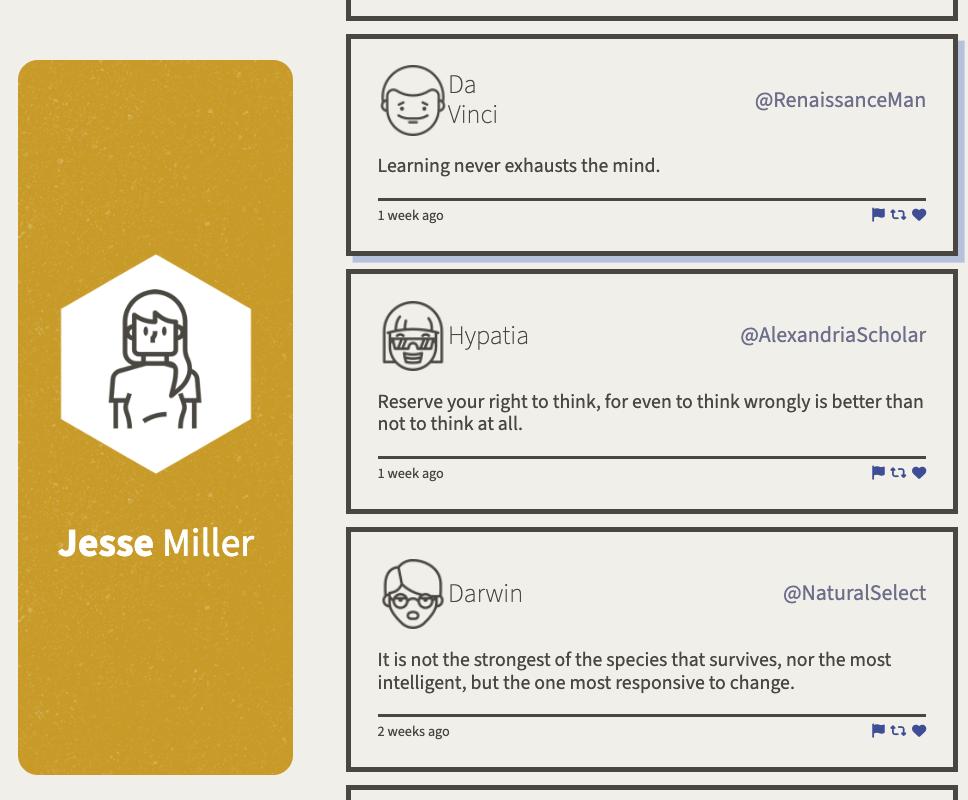 Jesse Miller
Da
Vinci
@RenaissanceMan
Learning never exhausts the mind.
1 week ago
Hypatia
@AlexandriaScholar
Reserve your right to think, for even to think wrongly is better than
not to think at all.
1 week ago
Darwin
@NaturalSelect
It is not the strongest of the species that survives, nor the most
intelligent, but the one most responsive to change.
2 weeks ago